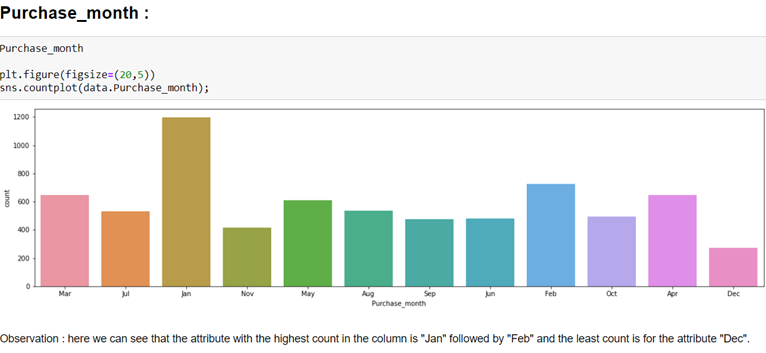 Purchase_month :
Purchase_month
plt.figure(figsize=(20,5))
sns.countplot(data.Purchase_month);
1200
1000
800
600
400
200
0
count
Mar Jul Jan Nov May Aug Sep Jun Feb Oct Apr Dec
Purchase_month
Observation : here we can see that the attribute with the highest count in the column is "Jan" followed by "Feb" and the least count is for the attribute "Dec".